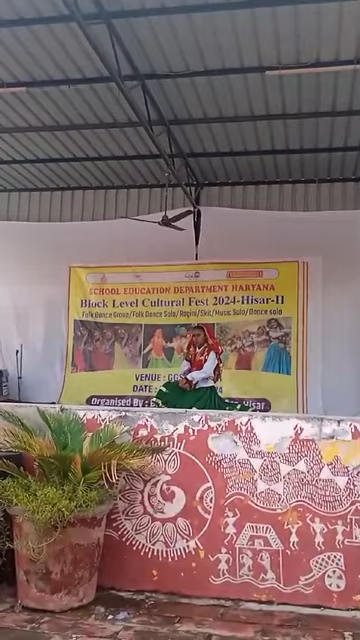 SCHOOL EDUCATION DEPARTMENT HARYANA
Block Level Cultural Fest 2024-Hisar-II
Folk Dance Group/Folk Dance Solo/Ragini/Skit/Music Solo/Dance solo
VENUE :
DATE :
Organised By :
Hisar